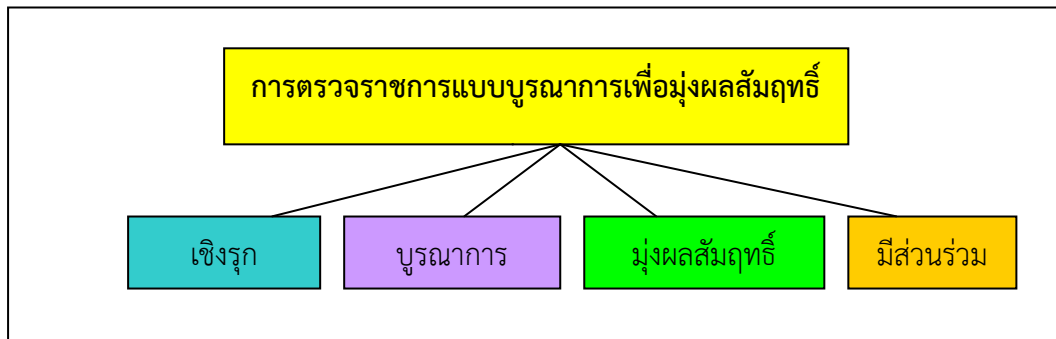 การตรวจราชการแบบบูรณาการเพื่อมุ่งผลสัมฤทธิ์
เชิงรุก
บูรณาการ
มุ่งผลสัมฤทธิ์
มีส่วนร่วม